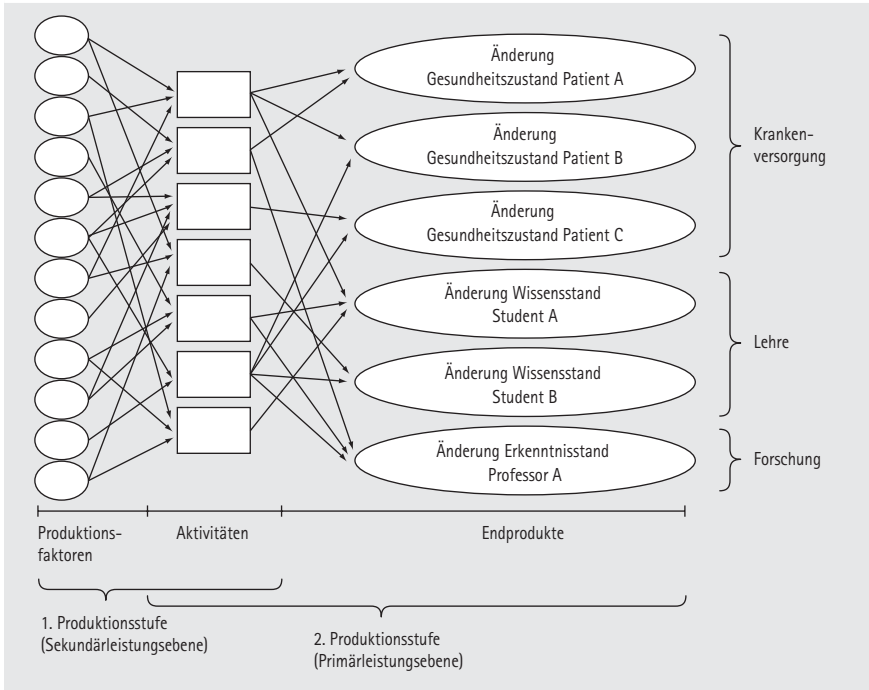 Änderung
Gesundheitszustand Patient A
Änderung
Gesundheitszustand Patient B
Änderung
Gesundheitszustand Patient C
Änderung Wissensstand
Student A
Änderung Wissensstand
Student B
Änderung Erkenntnisstand
Professor A
Kranken-
versorgung
Lehre
Forschung
Produktions-
faktoren
Aktivitäten
Endprodukte
1. Produktionsstufe
(Sekundärleistungsebene)
2. Produktionsstufe
(Primärleistungsebene)